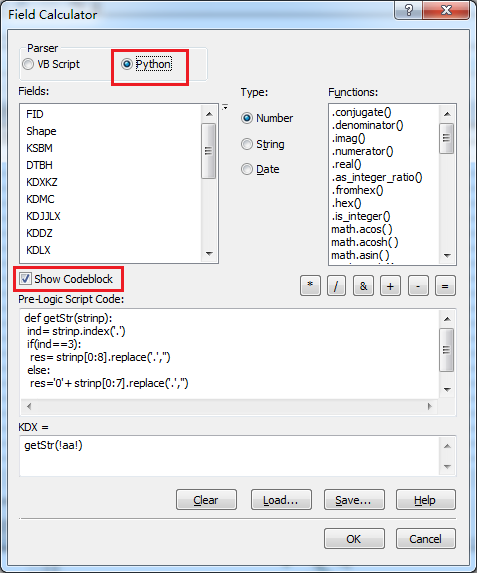 Field Calculator
Parser
VB Script
Python
Fields:
FID
Shape
KSBM
DTBH
KDXKZ
KDMC
KDJJLX
KDDZ
KDLX
Type:
Number
String
Date
Functions:
.conjugate()
.denominator()
.imag()
.numerator()
.real()
.as_integer_ratio()
.fromhex()
.hex()
.is_integer()
math.acos( )
math.acosh( )
math.asin( )
Show Codeblock
* / & + - =
Pre-Logic Script Code:
def getStr(strinp):
ind= strinp.index('.')
if(ind==3):
res= strinp[0:8].replace('.','')
else:
res='0'+ strinp[0:7].replace('.','')
KDX =
getStr(!aa!)
Clear Load... Save... Help
OK Cancel